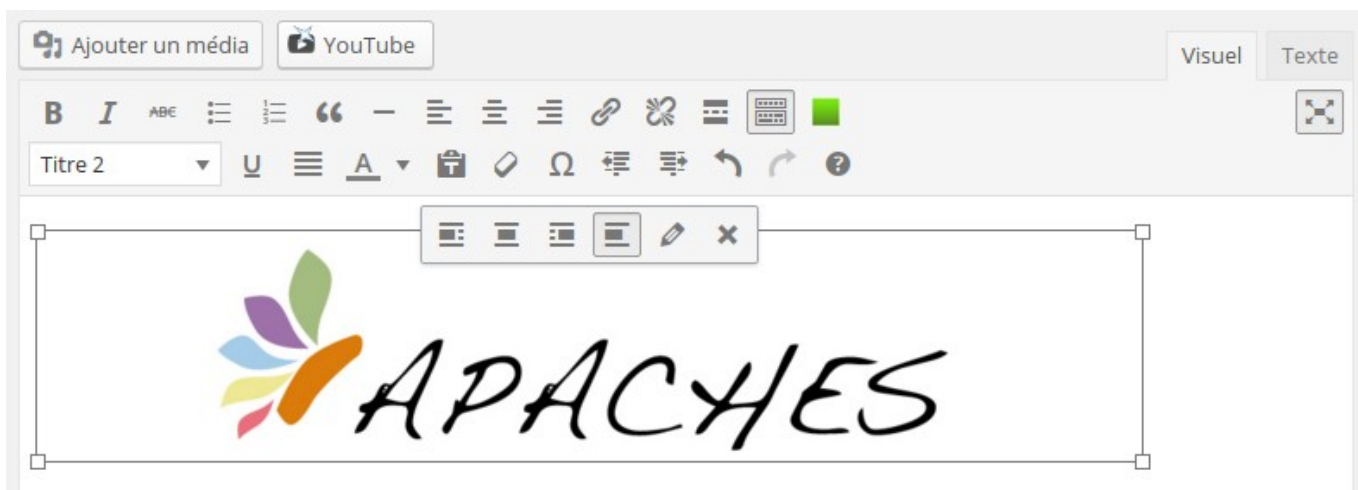 Ajouter un média YouTube
Visuel Texte
B I ABC
Titre 2 U A T Ω ?
APACHES